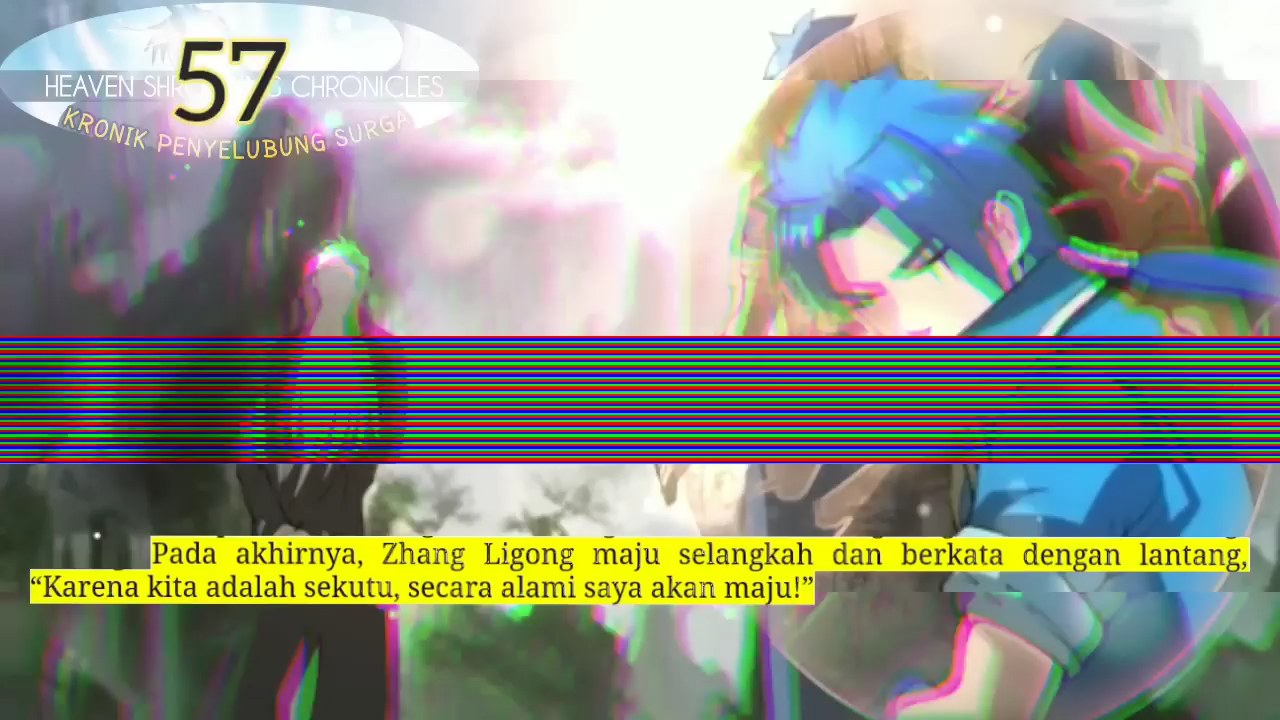 57
HEAVEN SHR G CHRONICLES
KRONIK PENYELUBUNG SURGA
Pada akhirnya, Zhang Ligong maju selangkah dan berkata dengan lantang,
“Karena kita adalah sekutu, secara alami saya akan maju!”